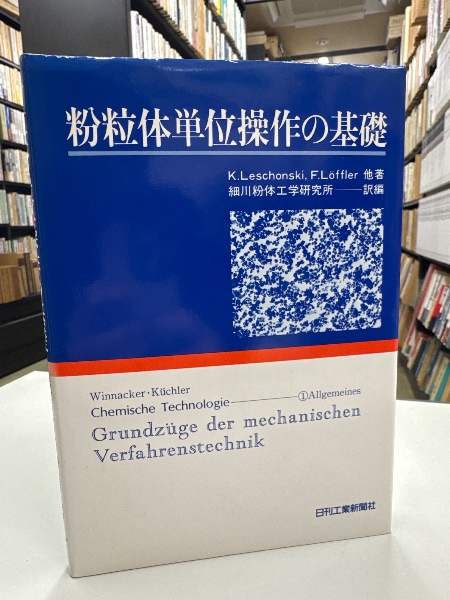 粉粒体単位操作の基礎
K.Leschonski, F.Löffler 他著
細川粉体工学研究所──訳編
Winnacker・Küchler
Chemische Technologie────①Allgemeines
Grundzüge der mechanischen
Verfahrenstechnik
日刊工業新聞社